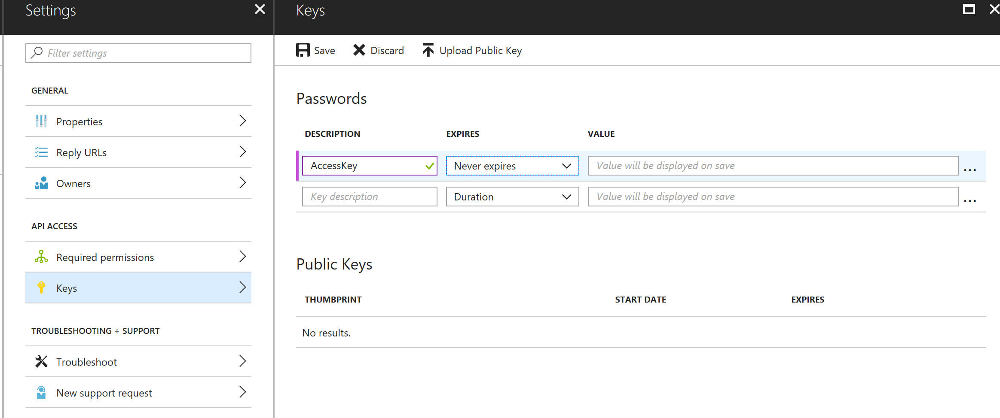 Settings
Filter settings
GENERAL
Properties
Reply URLs
Owners
API ACCESS
Required permissions
Keys
TROUBLESHOOTING + SUPPORT
Troubleshoot
New support request
Keys
Save Discard Upload Public Key
Passwords
DESCRIPTION EXPIRES VALUE
AccessKey Never expires Value will be displayed on save ...
Key description Duration Value will be displayed on save ...
Public Keys
THUMBPRINT START DATE EXPIRES
No results.